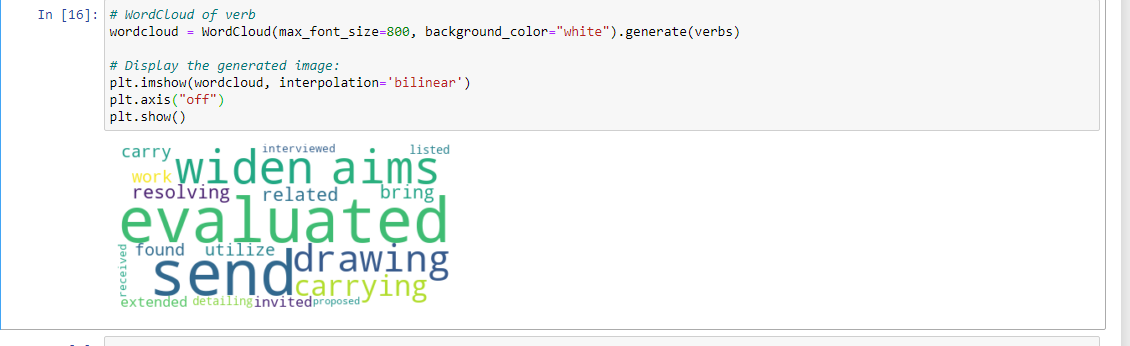 In [16]: # WordCloud of verb
wordcloud = WordCloud(max_font_size=800, background_color="white").generate(verbs)
# Display the generated image:
plt.imshow(wordcloud, interpolation='bilinear')
plt.axis("off")
plt.show()
carry
interviewed
listed
widen aims
work
resolving
related
bring
evaluated
found
utilize
drawing
received
send
carrying
extended
detailing
invited
proposed